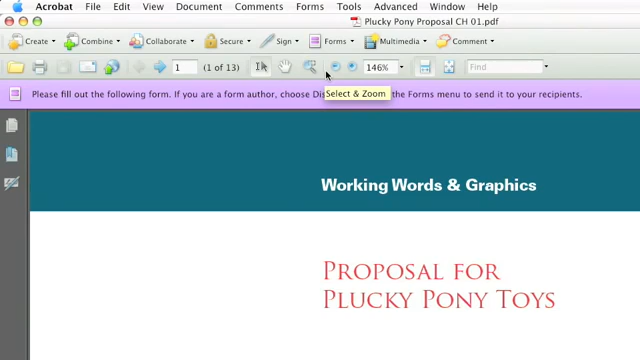 Acrobat File Edit View Document Comments Forms Tools Advanced Window Help
Plucky Pony Proposal CH 01.pdf
Create Combine Collaborate Secure Sign Forms Multimedia Comment
1 (1 of 13) 146% Find
Please fill out the following form. If you are a form author, choose Dis the Forms menu to send it to your recipients.
Select & Zoom
Working Words & Graphics
Proposal for
Plucky Pony Toys